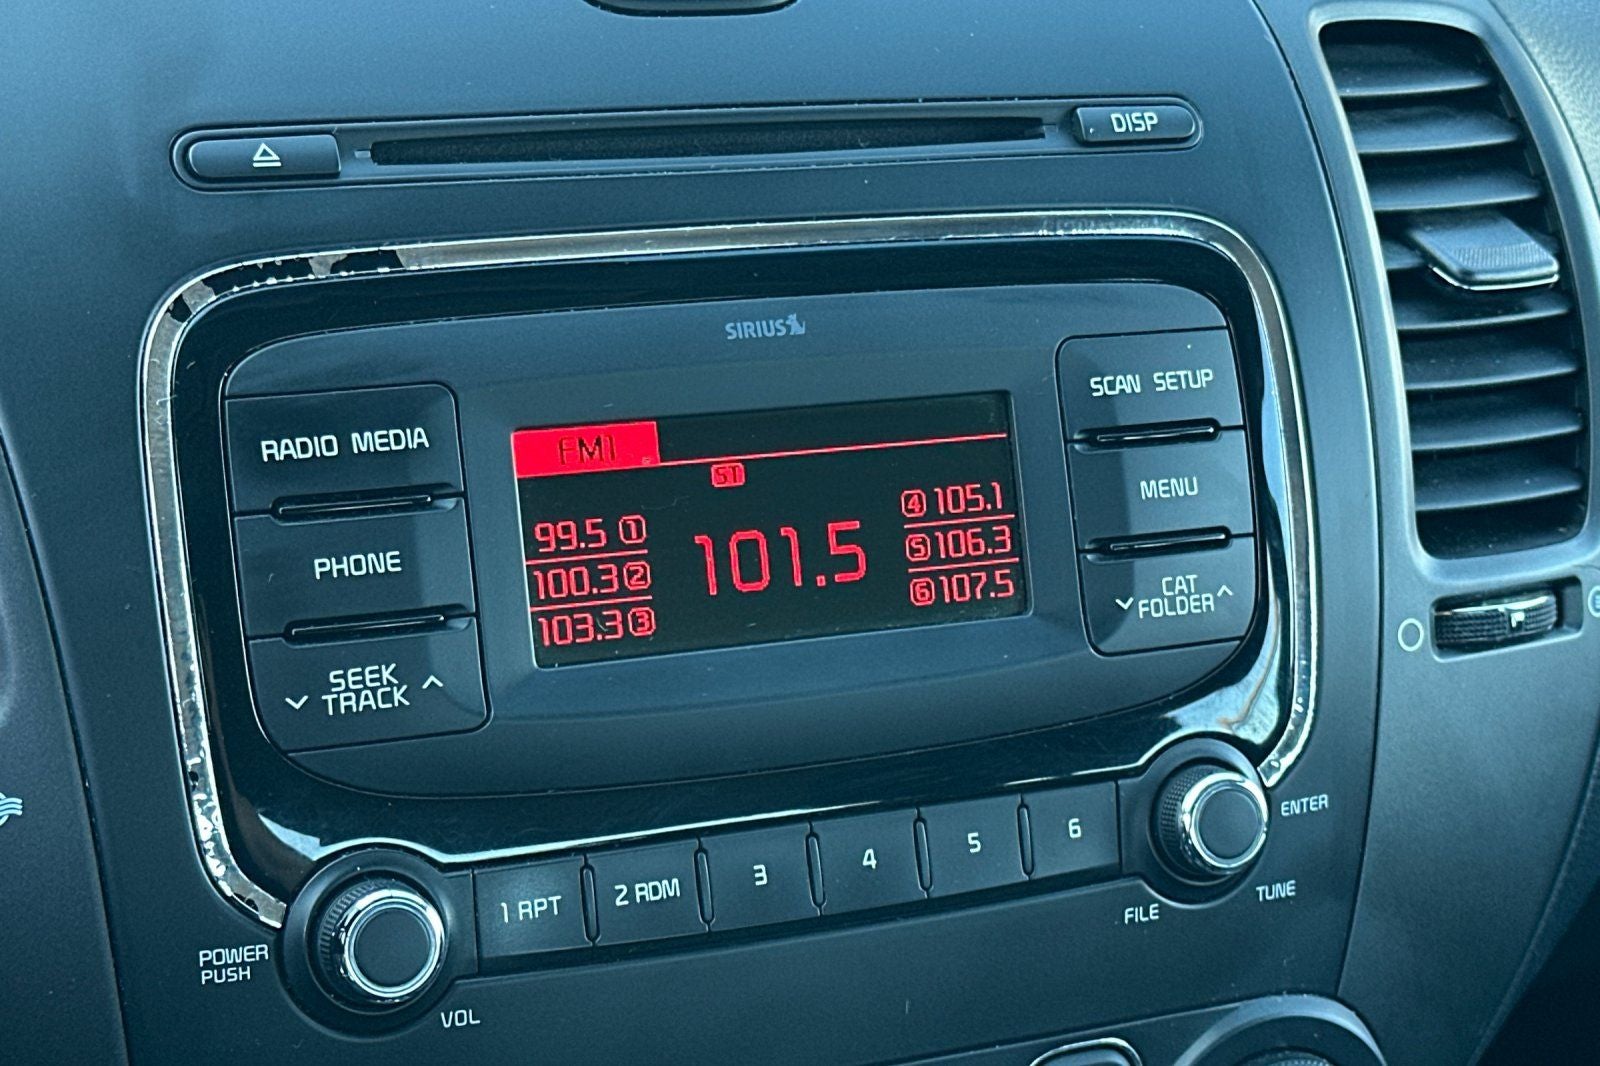 DISP
SIRIUS
RADIO MEDIA
PHONE
SEEK
TRACK
FM1
ST
99.5 1
100.3 2
103.3 3
101.5
4 105.1
5 106.3
6 107.5
SCAN SETUP
MENU
CAT
FOLDER
1 RPT
2 RDM
3
4
5
6
POWER
PUSH
VOL
ENTER
TUNE
FILE